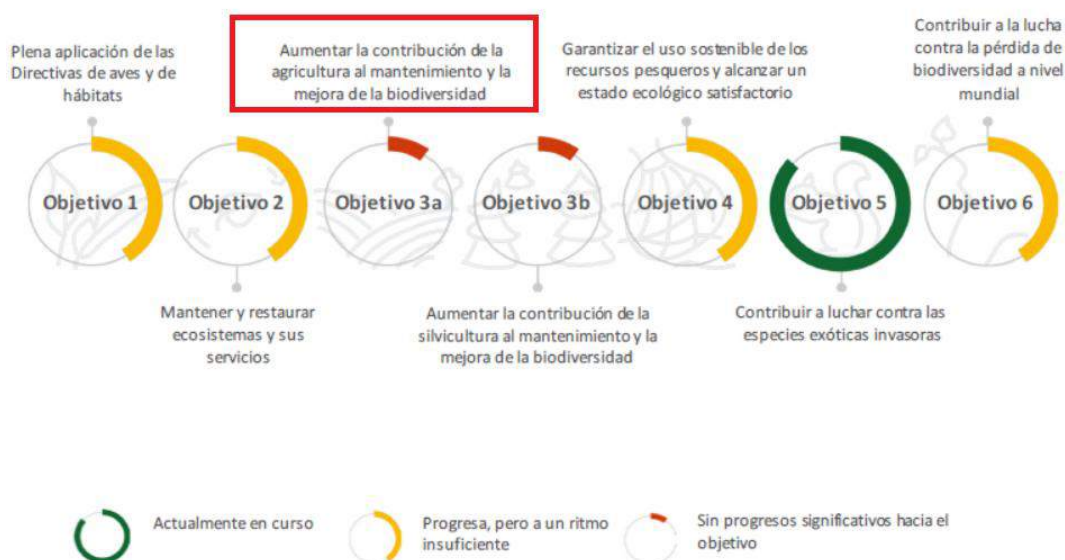 Plena aplicación de las
Directivas de aves y de
hábitats
Aumentar la contribución de la
agricultura al mantenimiento y la
mejora de la biodiversidad
Garantizar el uso sostenible de los
recursos pesqueros y alcanzar un
estado ecológico satisfactorio
Contribuir a la lucha
contra la pérdida de
biodiversidad a nivel
mundial
Objetivo 1
Objetivo 2
Objetivo 3a
Objetivo 3b
Objetivo 4
Objetivo 5
Objetivo 6
Mantener y restaurar
ecosistemas y sus
servicios
Aumentar la contribución de la
silvicultura al mantenimiento y la
mejora de la biodiversidad
Contribuir a luchar contra las
especies exóticas invasoras
Actualmente en curso
Progresa, pero a un ritmo
insuficiente
Sin progresos significativos hacia el
objetivo